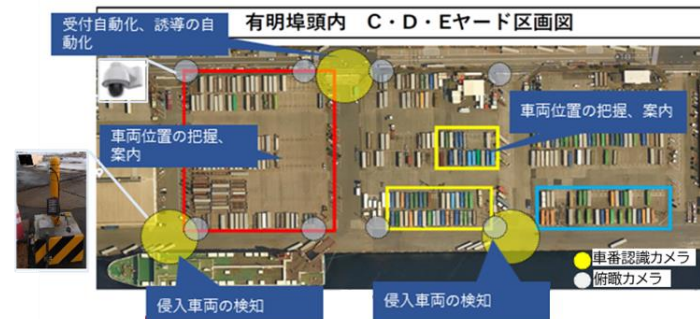 有明埠頭内 C・D・Eヤード区画図
受付自動化、誘導の自
動化
車両位置の把握、
案内
車両位置の把握、案内
侵入車両の検知
侵入車両の検知
車番認識カメラ
俯瞰カメラ